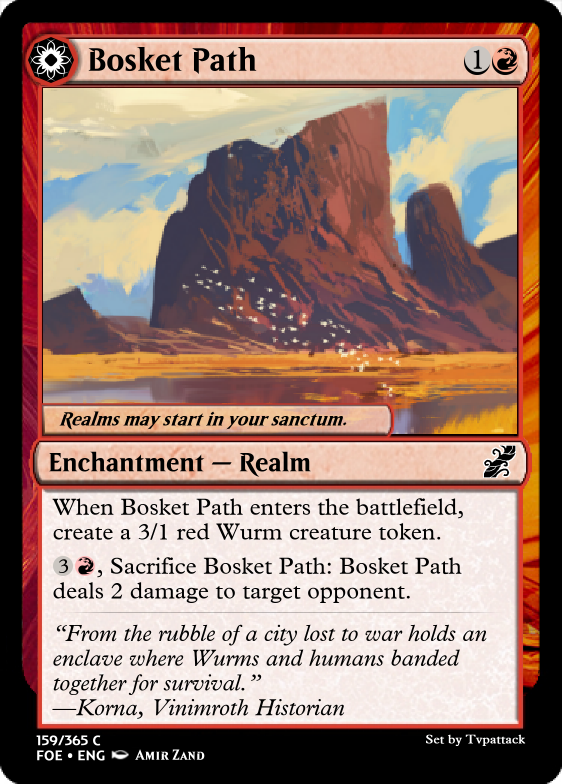 Bosket Path 1
Realms may start in your sanctum.
Enchantment — Realm
When Bosket Path enters the battlefield,
create a 3/1 red Wurm creature token.
3 , Sacrifice Bosket Path: Bosket Path
deals 2 damage to target opponent.
“From the rubble of a city lost to war holds an
enclave where Wurms and humans banded
together for survival.”
—Korna, Vinimroth Historian
159/365 C
FOE • ENG Amir Zand
Set by Tvpattack